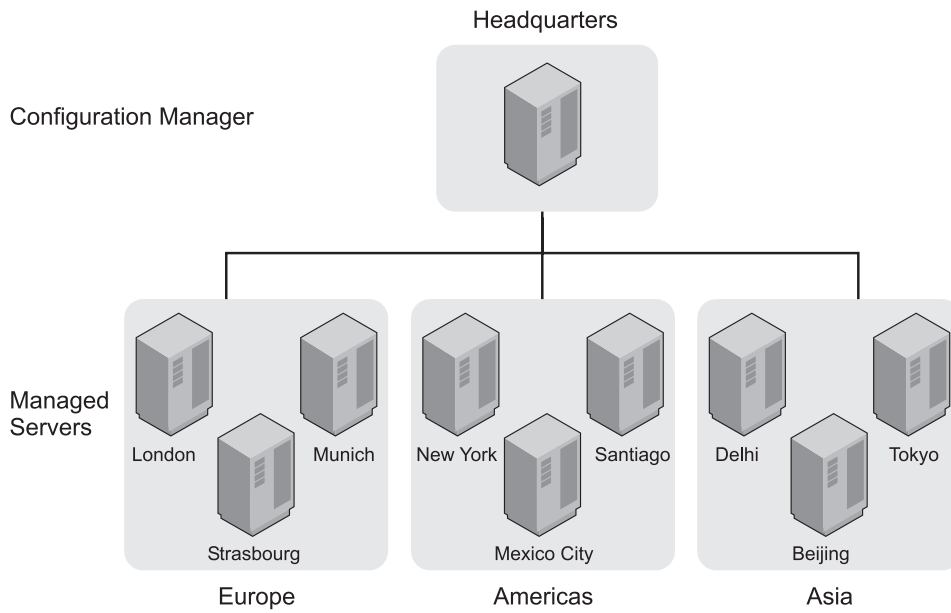 Headquarters
Configuration Manager
Managed
Servers
London
Munich
New York
Santiago
Delhi
Tokyo
Strasbourg
Mexico City
Beijing
Europe
Americas
Asia